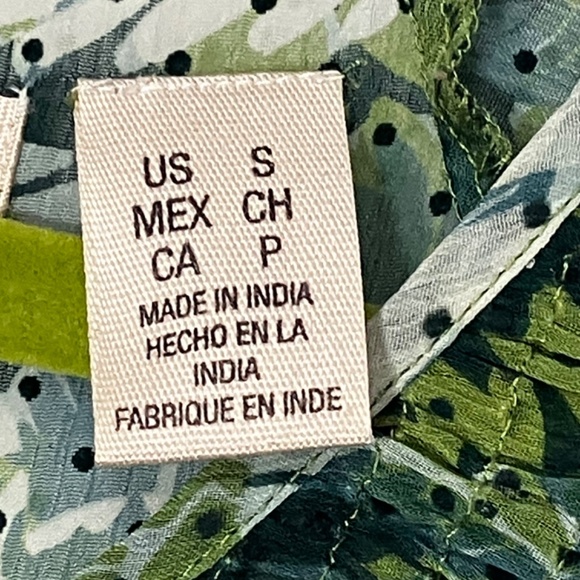 US S
MEX CH
CA P
MADE IN INDIA
HECHO EN LA
INDIA
FABRIQUE EN INDE